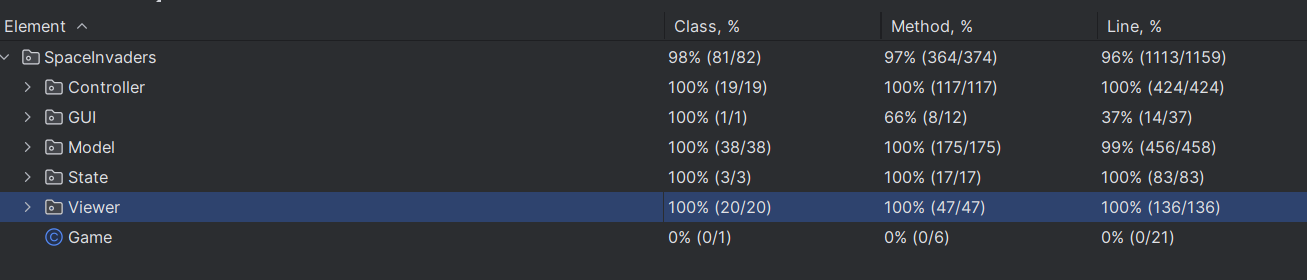 Element Class, % Method, % Line, %
SpaceInvaders 98% (81/82) 97% (364/374) 96% (1113/1159)
Controller 100% (19/19) 100% (117/117) 100% (424/424)
GUI 100% (1/1) 66% (8/12) 37% (14/37)
Model 100% (38/38) 100% (175/175) 99% (456/458)
State 100% (3/3) 100% (17/17) 100% (83/83)
Viewer 100% (20/20) 100% (47/47) 100% (136/136)
C Game 0% (0/1) 0% (0/6) 0% (0/21)